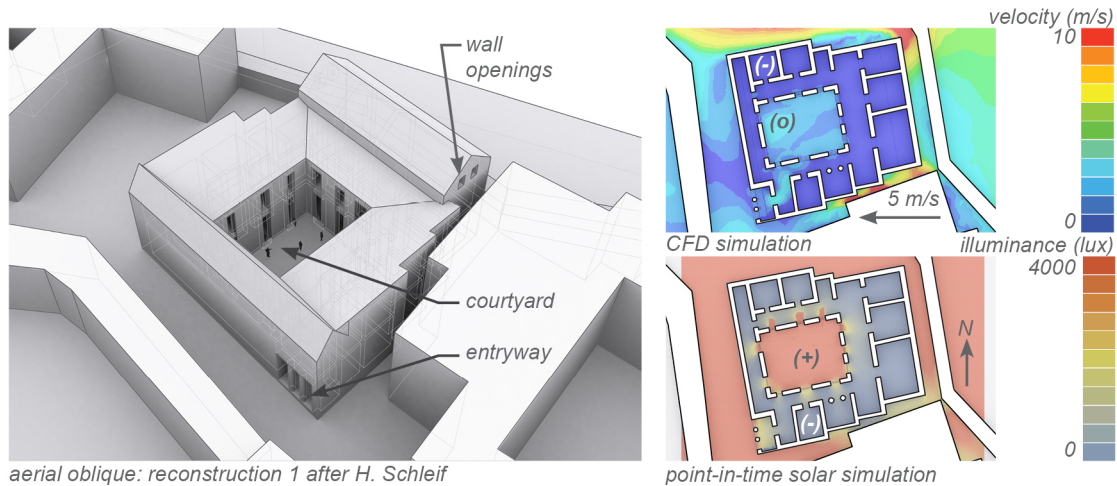 wall
openings
courtyard
entryway
aerial oblique: reconstruction 1 after H. Schleif
velocity (m/s)
10
(-)
(o)
5 m/s
0
CFD simulation
illuminance (lux)
4000
N
(+)
(-)
0
point-in-time solar simulation